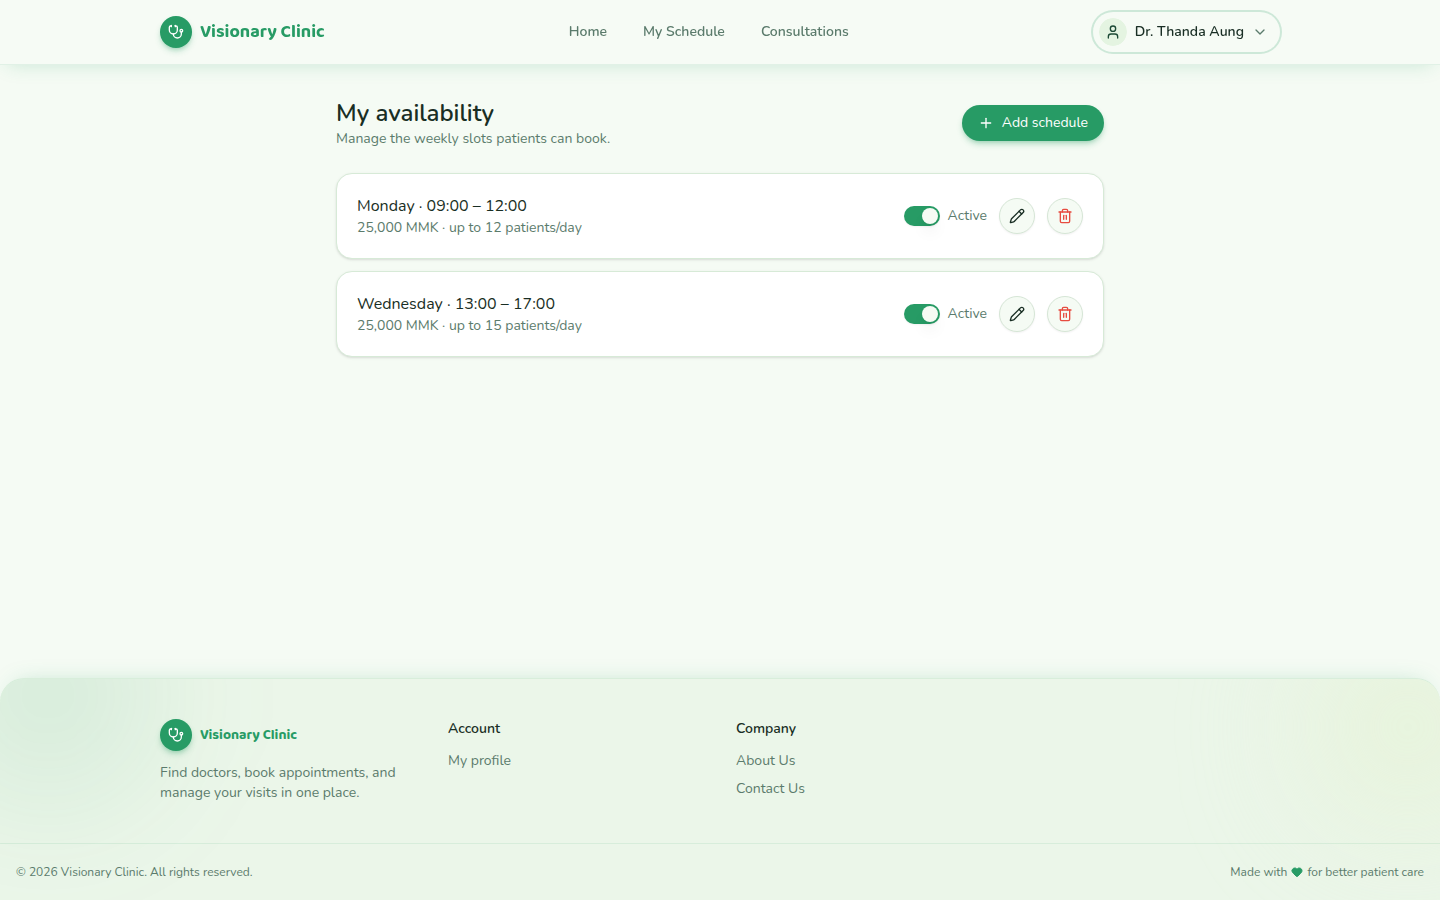 Visionary Clinic
Home
My Schedule
Consultations
Dr. Thanda Aung
My availability
Manage the weekly slots patients can book.
Add schedule
Monday · 09:00 – 12:00
25,000 MMK · up to 12 patients/day
Active
Wednesday · 13:00 – 17:00
25,000 MMK · up to 15 patients/day
Active
Visionary Clinic
Find doctors, book appointments, and
manage your visits in one place.
Account
My profile
Company
About Us
Contact Us
© 2026 Visionary Clinic. All rights reserved.
Made with for better patient care